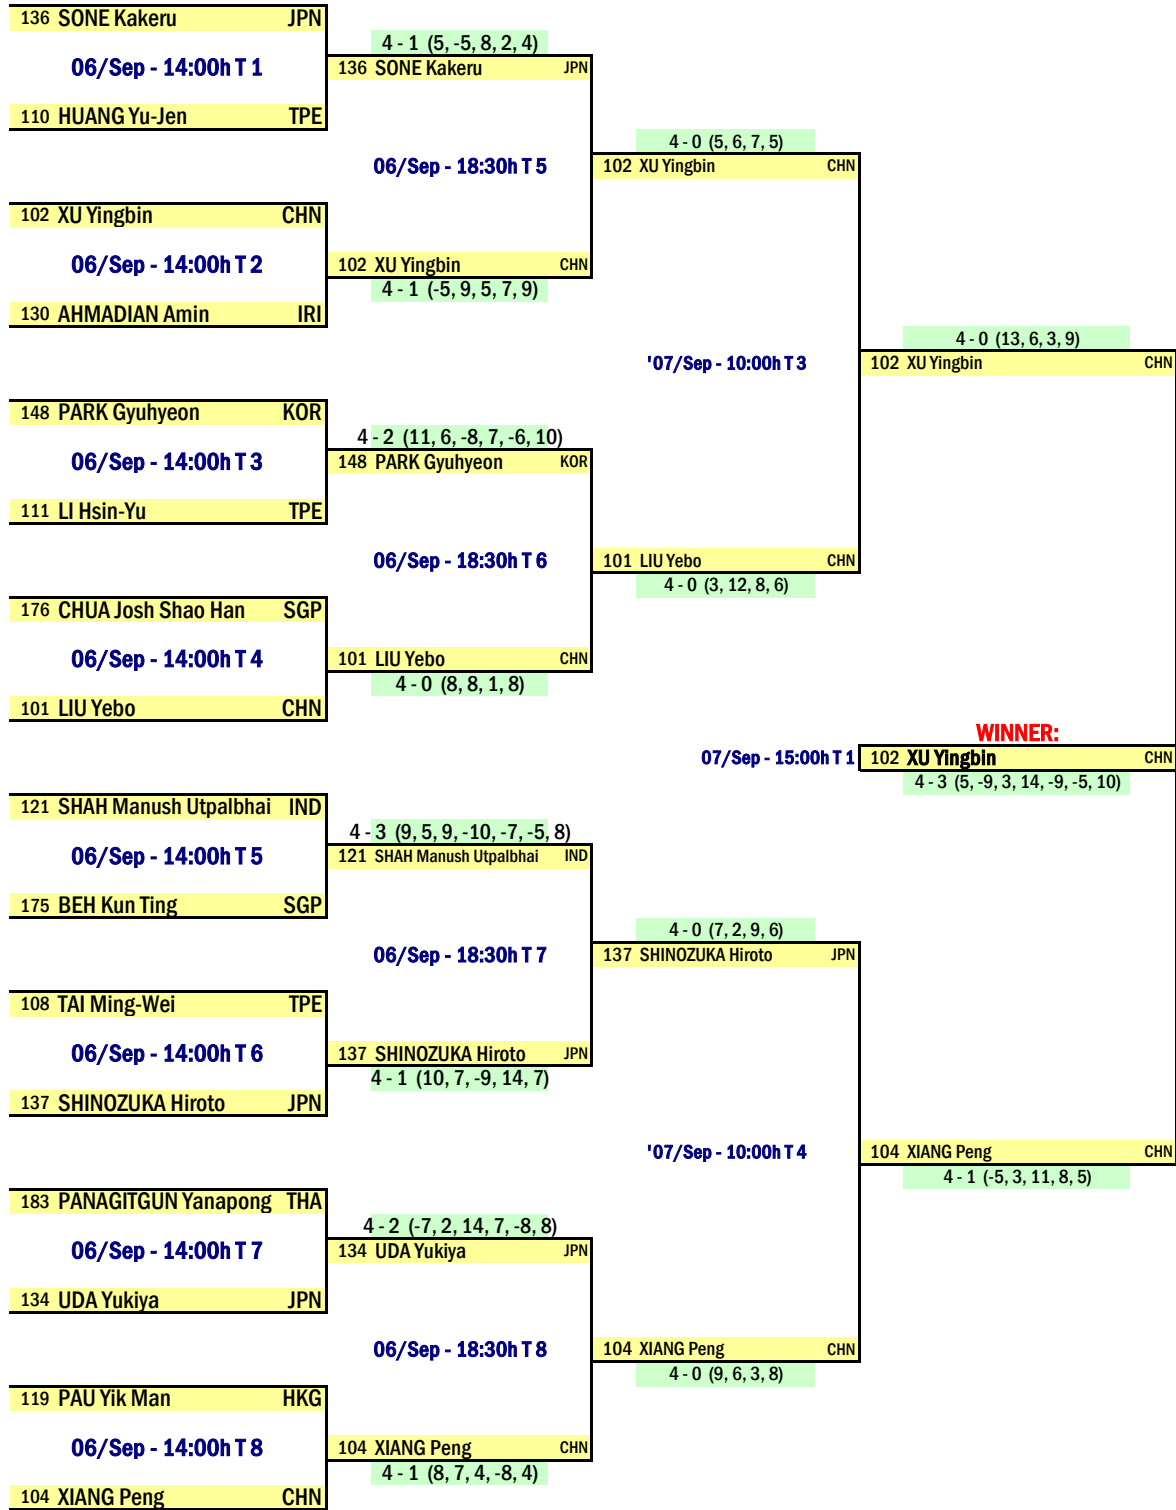 136 SONE Kakeru JPN
06/Sep - 14:00h T 1
110 HUANG Yu-Jen TPE
102 XU Yingbin CHN
06/Sep - 14:00h T 2
130 AHMADIAN Amin IRI
148 PARK Gyuhyeon KOR
06/Sep - 14:00h T 3
111 LI Hsin-Yu TPE
176 CHUA Josh Shao Han SGP
06/Sep - 14:00h T 4
101 LIU Yebo CHN
121 SHAH Manush Utpalbhai IND
06/Sep - 14:00h T 5
175 BEH Kun Ting SGP
108 TAI Ming-Wei TPE
06/Sep - 14:00h T 6
137 SHINOZUKA Hiroto JPN
183 PANAGITGUN Yanapong THA
06/Sep - 14:00h T 7
134 UDA Yukiya JPN
119 PAU Yik Man HKG
06/Sep - 14:00h T 8
104 XIANG Peng CHN
4 - 1 (5, -5, 8, 2, 4)
136 SONE Kakeru JPN
06/Sep - 18:30h T 5
102 XU Yingbin CHN
4 - 1 (-5, 9, 5, 7, 9)
4 - 2 (11, 6, -8, 7, -6, 10)
148 PARK Gyuhyeon KOR
06/Sep - 18:30h T 6
101 LIU Yebo CHN
4 - 0 (8, 8, 1, 8)
4 - 3 (9, 5, 9, -10, -7, -5, 8)
121 SHAH Manush Utpalbhai IND
06/Sep - 18:30h T 7
137 SHINOZUKA Hiroto JPN
4 - 1 (10, 7, -9, 14, 7)
4 - 2 (-7, 2, 14, 7, -8, 8)
134 UDA Yukiya JPN
06/Sep - 18:30h T 8
104 XIANG Peng CHN
4 - 1 (8, 7, 4, -8, 4)
4 - 0 (5, 6, 7, 5)
102 XU Yingbin CHN
'07/Sep - 10:00h T 3
101 LIU Yebo CHN
4 - 0 (3, 12, 8, 6)
4 - 0 (7, 2, 9, 6)
137 SHINOZUKA Hiroto JPN
'07/Sep - 10:00h T 4
104 XIANG Peng CHN
4 - 0 (9, 6, 3, 8)
4 - 0 (13, 6, 3, 9)
102 XU Yingbin CHN
WINNER:
07/Sep - 15:00h T 1 102 XU Yingbin CHN
4 - 3 (5, -9, 3, 14, -9, -5, 10)
104 XIANG Peng CHN
4 - 1 (-5, 3, 11, 8, 5)